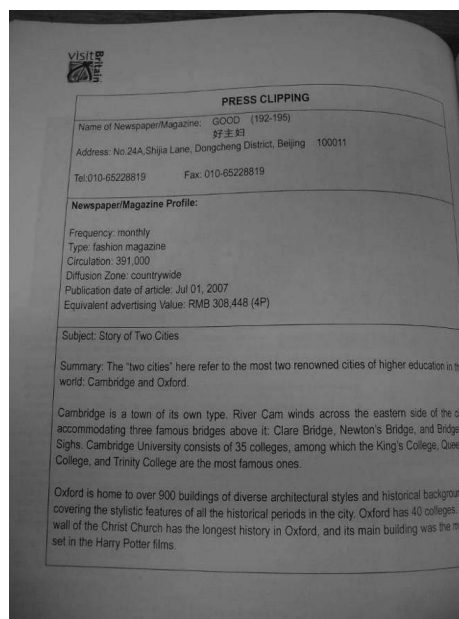 visit Britain
PRESS CLIPPING
Name of Newspaper/Magazine: GOOD (192-195)
好主妇
Address: No.24A,Shijia Lane, Dongcheng District, Beijing 100011
Tel:010-65228819 Fax: 010-65228819
Newspaper/Magazine Profile:
Frequency: monthly
Type: fashion magazine
Circulation: 391,000
Diffusion Zone: countrywide
Publication date of article: Jul 01, 2007
Equivalent advertising Value: RMB 308,448 (4P)
Subject: Story of Two Cities
Summary: The "two cities" here refer to the most two renowned cities of higher education in
world: Cambridge and Oxford.
Cambridge is a town of its own type. River Cam winds across the eastern side of the
accommodating three famous bridges above it: Clare Bridge, Newton's Bridge, and Bridge
Sighs. Cambridge University consists of 35 colleges, among which the King's College,
College, and Trinity College are the most famous ones.
Oxford is home to over 900 buildings of diverse architectural styles and historical
covering the stylistic features of all the historical periods in the city. Oxford has 40 colleges.
wall of the Christ Church has the longest history in Oxford, and its main building was the
set in the Harry Potter films.